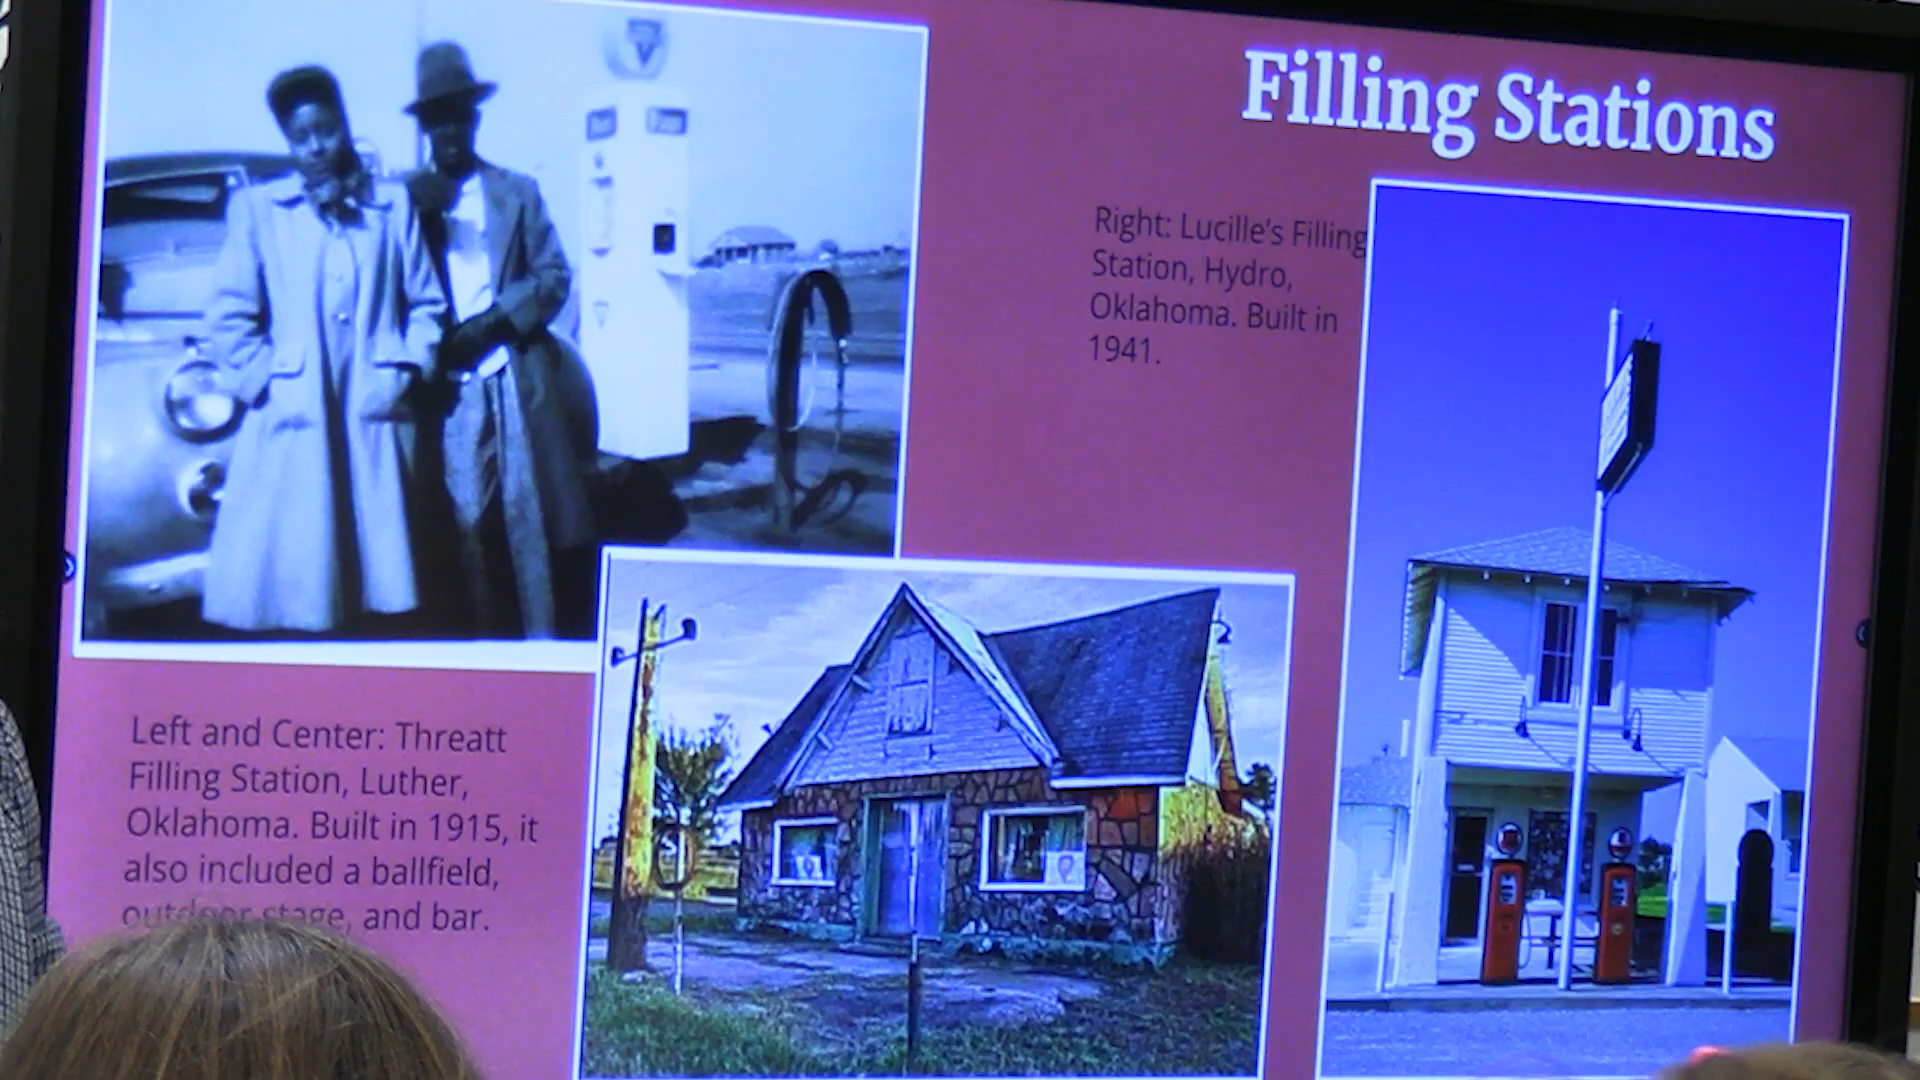 Filling Stations
Right: Lucille's Filling
Station, Hydro,
Oklahoma. Built in
1941.
Left and Center: Threatt
Filling Station, Luther,
Oklahoma. Built in 1915, it
also included a ballfield,
outdoor stage, and bar.